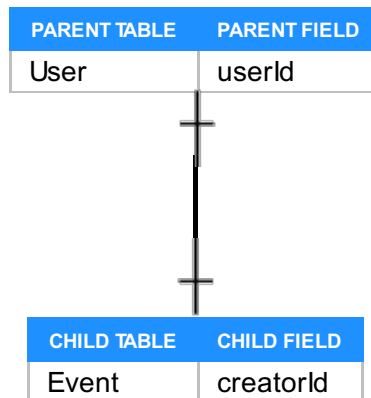 PARENT TABLE PARENT FIELD
User userId
CHILD TABLE CHILD FIELD
Event creatorId